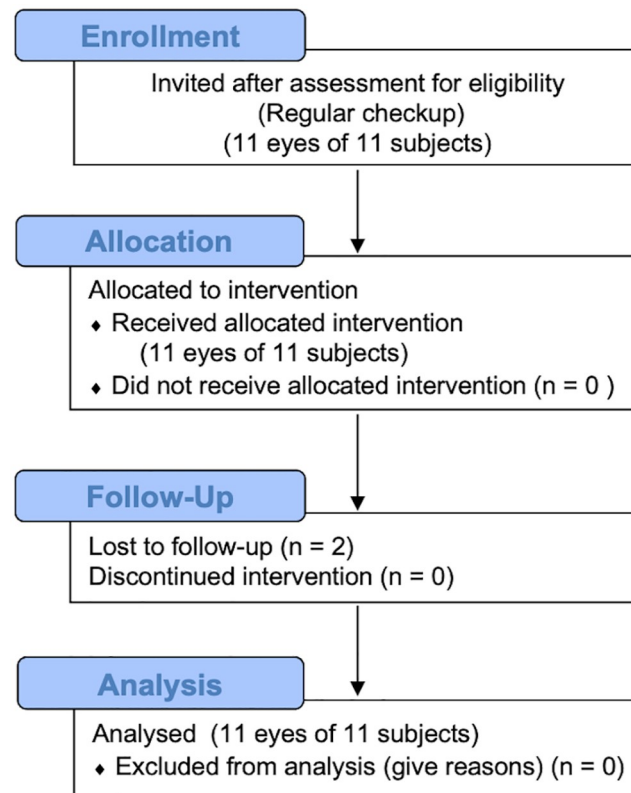 Enrollment
Invited after assessment for eligibility
(Regular checkup)
(11 eyes of 11 subjects)
Allocation
Allocated to intervention
♦ Received allocated intervention
(11 eyes of 11 subjects)
♦ Did not receive allocated intervention (n = 0 )
Follow-Up
Lost to follow-up (n = 2)
Discontinued intervention (n = 0)
Analysis
Analysed (11 eyes of 11 subjects)
♦ Excluded from analysis (give reasons) (n = 0)